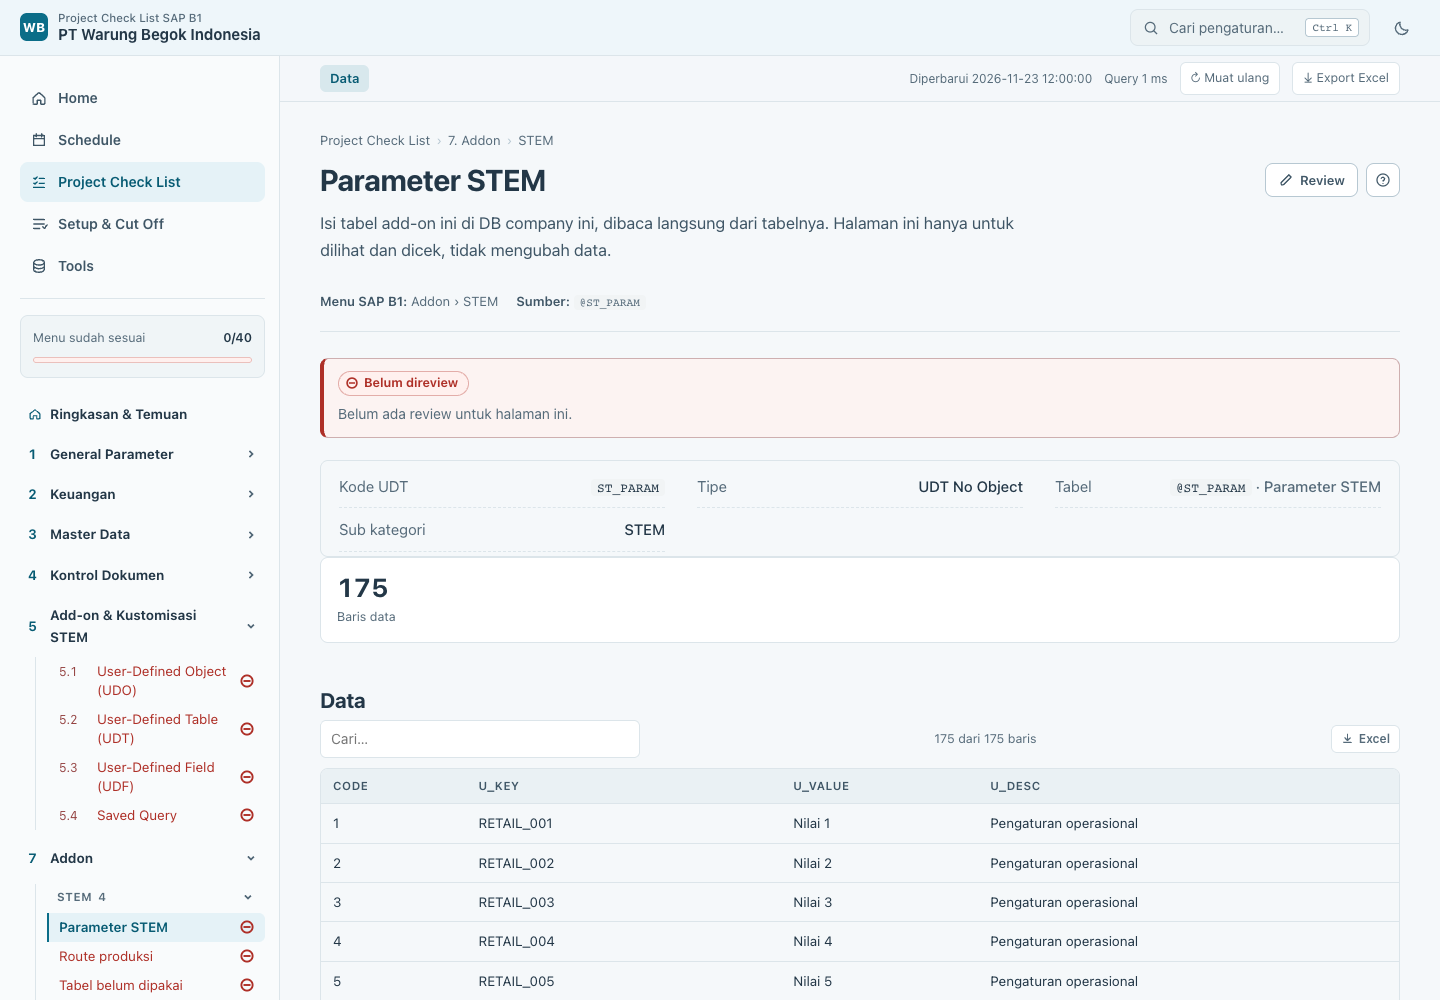 WB
Project Check List SAP B1
PT Warung Begok Indonesia
Cari pengaturan...
Ctrl K
Home
Schedule
Project Check List
Setup & Cut Off
Tools
Menu sudah sesuai
0/40
Ringkasan & Temuan
1 General Parameter
2 Keuangan
3 Master Data
4 Kontrol Dokumen
5 Add-on & Kustomisasi
STEM
5.1 User-Defined Object
(UDO)
5.2 User-Defined Table
(UDT)
5.3 User-Defined Field
(UDF)
5.4 Saved Query
7 Addon
STEM 4
Parameter STEM
Route produksi
Tabel belum dipakai
Data
Diperbarui 2026-11-23 12:00:00 Query 1 ms
↻ Muat ulang
Export Excel
Project Check List › 7. Addon › STEM
Parameter STEM
Review
Isi tabel add-on ini di DB company ini, dibaca langsung dari tabelnya. Halaman ini hanya untuk
dilihat dan dicek, tidak mengubah data.
Menu SAP B1: Addon › STEM Sumber: @ST_PARAM
Belum direview
Belum ada review untuk halaman ini.
Kode UDT ST_PARAM
Tipe UDT No Object
Tabel @ST_PARAM · Parameter STEM
Sub kategori STEM
175
Baris data
Data
Cari...
175 dari 175 baris
Excel
CODE U_KEY U_VALUE U_DESC
1 RETAIL_001 Nilai 1 Pengaturan operasional
2 RETAIL_002 Nilai 2 Pengaturan operasional
3 RETAIL_003 Nilai 3 Pengaturan operasional
4 RETAIL_004 Nilai 4 Pengaturan operasional
5 RETAIL_005 Nilai 5 Pengaturan operasional